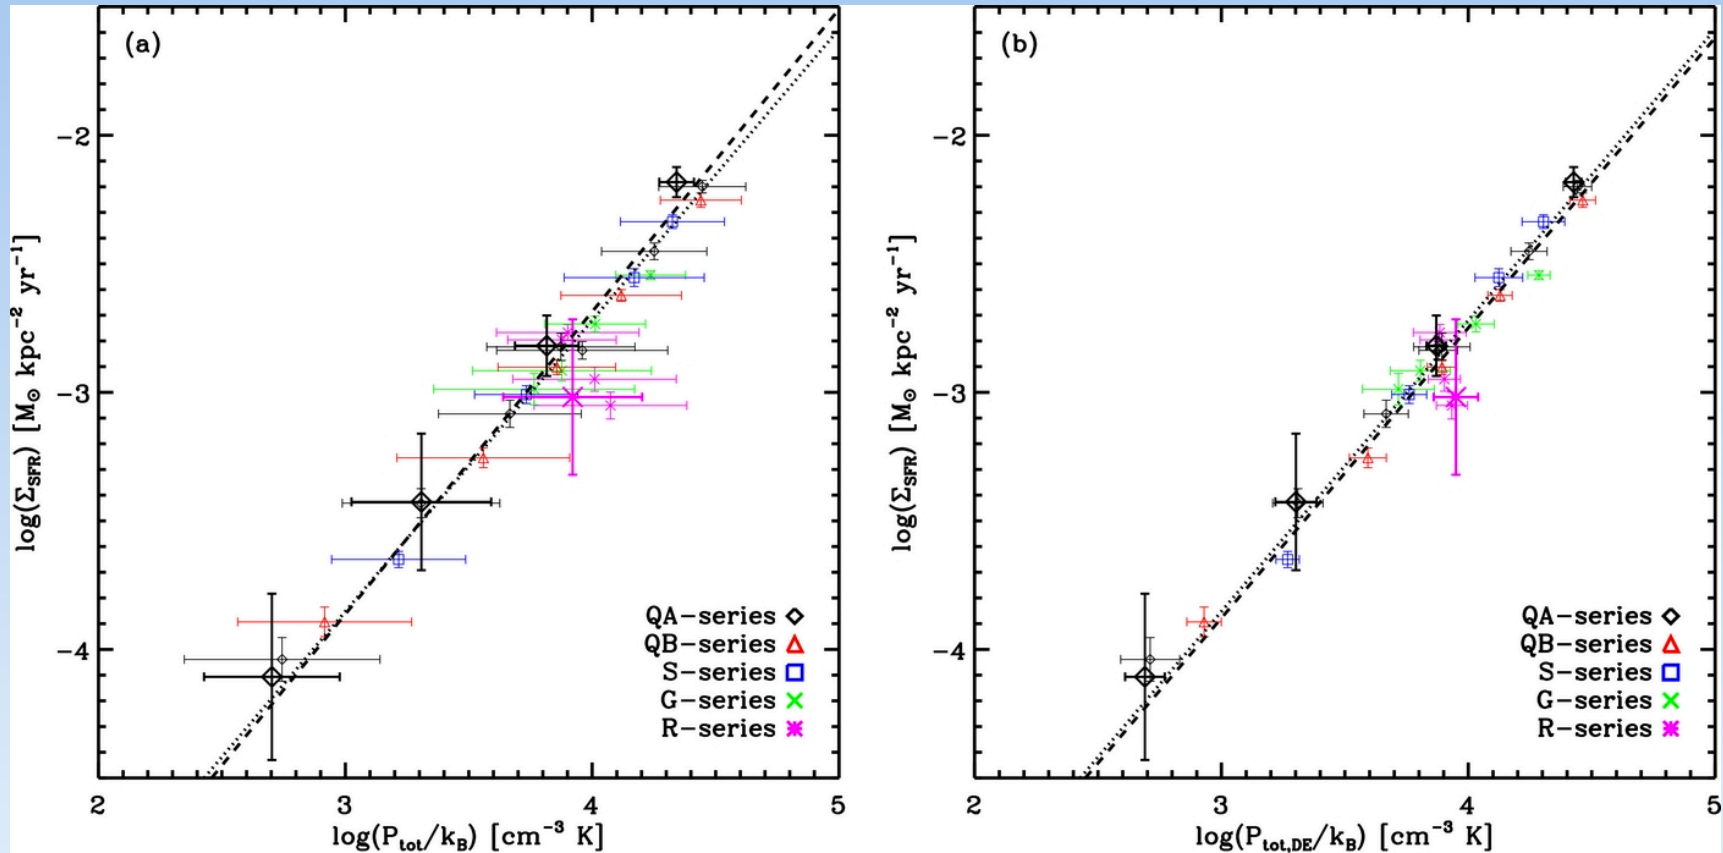 (a)
-2
-3
-4
log(Σ_SFR) [M_⊙ kpc^-2 yr^-1]
QA-series
QB-series
S-series
G-series
R-series
2 3 4 5
log(P_tot/k_B) [cm^-3 K]
(b)
-2
-3
-4
log(Σ_SFR) [M_⊙ kpc^-2 yr^-1]
QA-series
QB-series
S-series
G-series
R-series
2 3 4 5
log(P_tot,DE/k_B) [cm^-3 K]